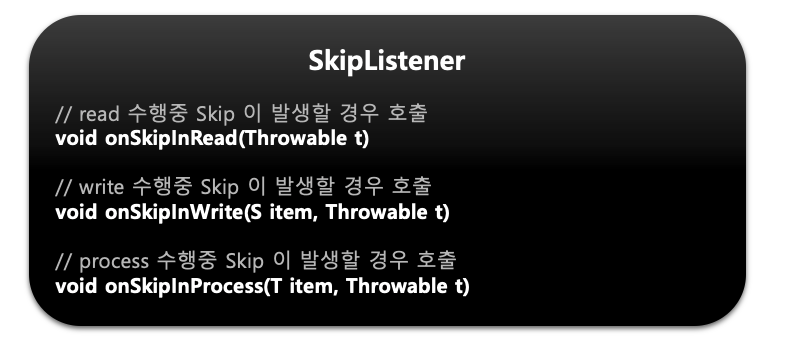 SkipListener
// read 수행중 Skip 이 발생할 경우 호출
void onSkipInRead(Throwable t)
// write 수행중 Skip 이 발생할 경우 호출
void onSkipInWrite(S item, Throwable t)
// process 수행중 Skip 이 발생할 경우 호출
void onSkipInProcess(T item, Throwable t)